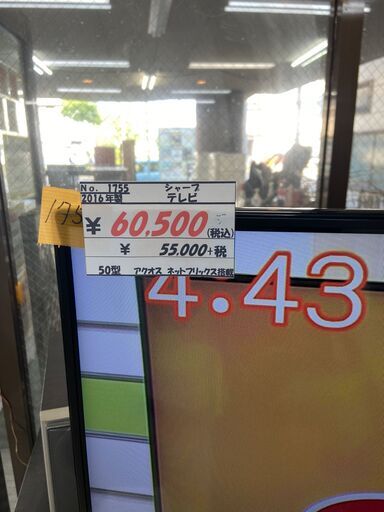 No. 1755 シャープ
2016年製 テレビ
175
¥ 60,500 (税込)
¥ 55,000+税
50型 アクオス ネットフリックス搭載
4.43